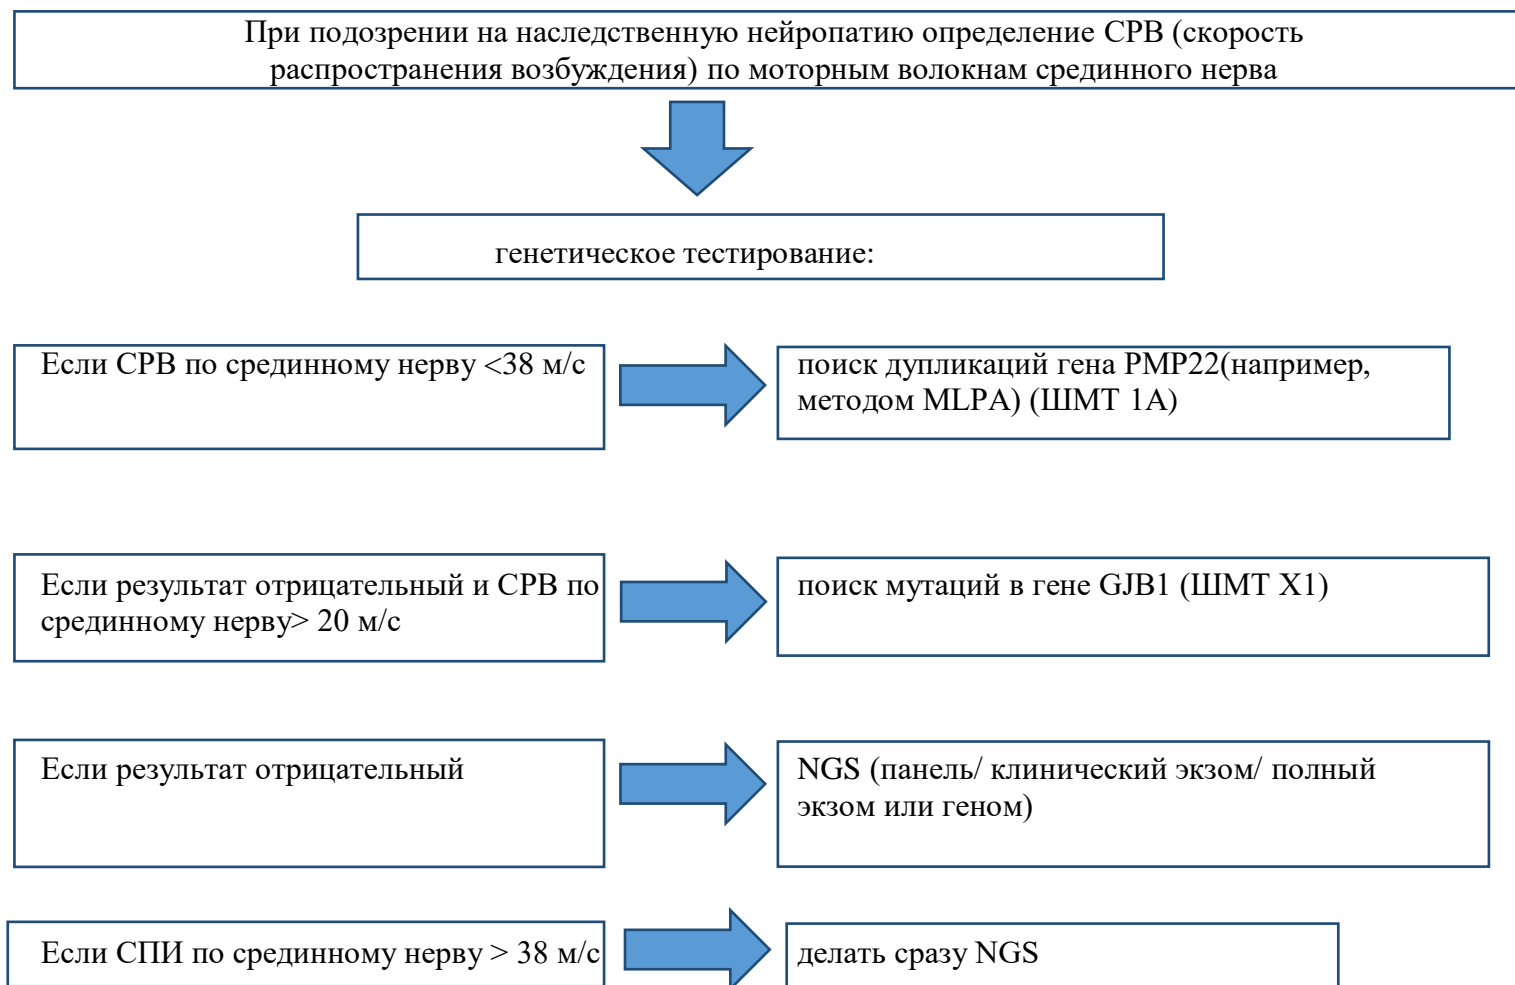 При подозрении на наследственную нейропатию определение СРВ (скорость
распространения возбуждения) по моторным волокнам срединного нерва
генетическое тестирование:
Если СРВ по срединному нерву <38 м/с
поиск дупликаций гена PMP22(например,
методом MLPA) (ШМТ 1А)
Если результат отрицательный и СРВ по
срединному нерву> 20 м/с
поиск мутаций в гене GJB1 (ШМТ Х1)
Если результат отрицательный
NGS (панель/ клинический экзом/ полный
экзом или геном)
Если СПИ по срединному нерву > 38 м/с
делать сразу NGS